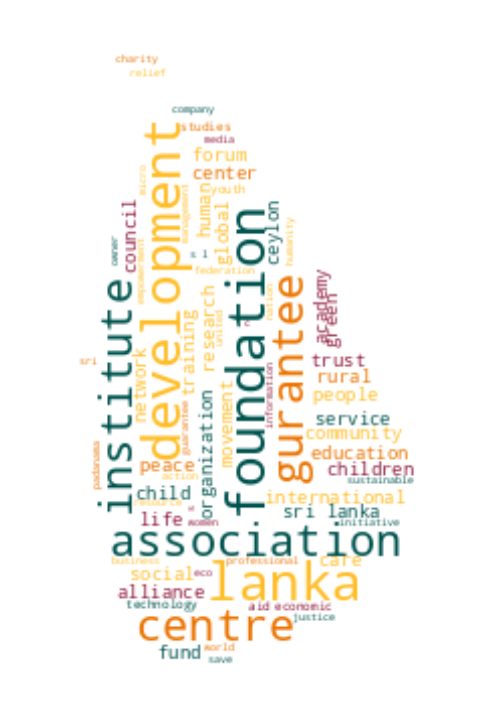 charity
relief
company
studies
media
development
forum
center
micro
management
human
youth
council
global
foundation
ceylon
humanity
owner
empowerment
s l
federation
institute
gurantee
academy
green
research
united
nation
training
network
sri
trust
rural
people
information
movement
organization
guarantee
service
community
padanama
peace
education
children
action
sustainable
child
resource
international
sri lanka
life
women
initiative
association
business
professional
care
social
eco
lanka
alliance
technology
aid
economic
justice
centre
fund
world
save